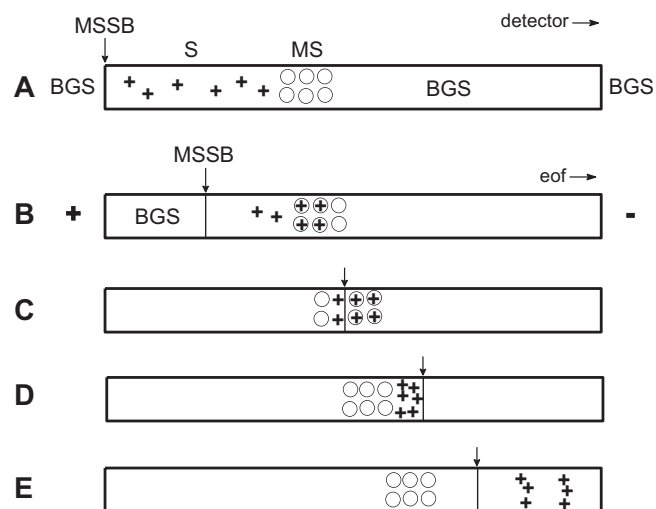 MSSB
detector
S MS
A BGS BGS BGS
MSSB
eof
B + BGS -
C
D
E